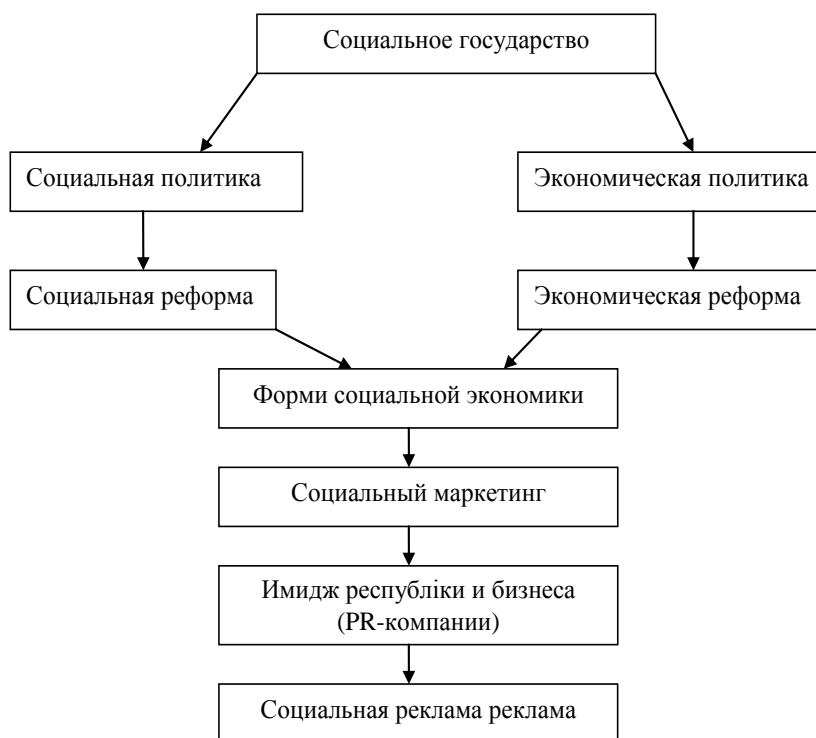 Социальное государство
Социальная политика
Экономическая политика
Социальная реформа
Экономическая реформа
Форми социальной экономики
Социальный маркетинг
Имидж республіки и бизнеса
(PR-компании)
Социальная реклама реклама